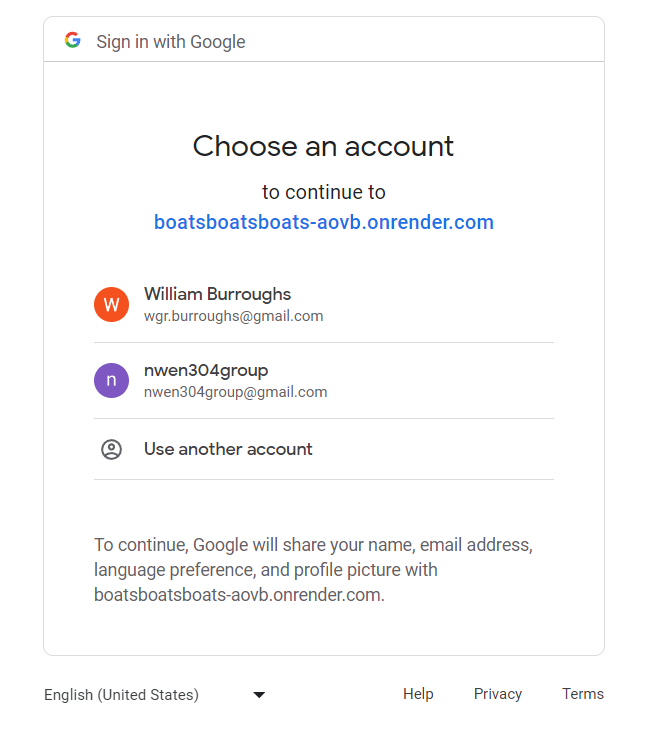 Sign in with Google
Choose an account
to continue to
boatsboatsboats-aovb.onrender.com
W
William Burroughs
wgr.burroughs@gmail.com
n
nwen304group
nwen304group@gmail.com
Use another account
To continue, Google will share your name, email address,
language preference, and profile picture with
boatsboatsboats-aovb.onrender.com.
English (United States)
Help Privacy Terms